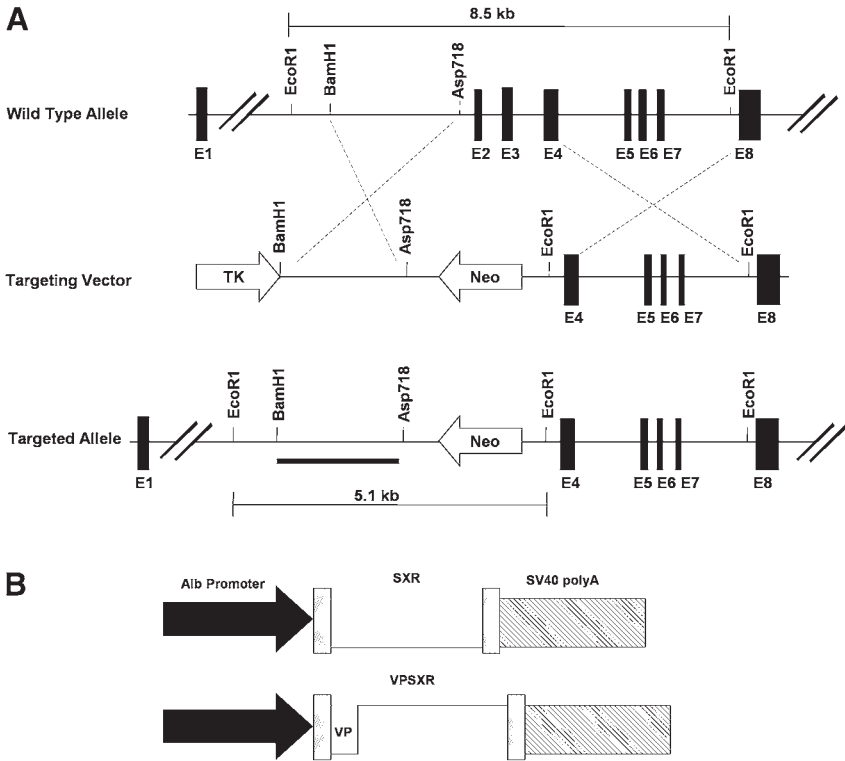 A
8.5 kb
EcoR1 BamH1 Asp718 EcoR1
Wild Type Allele
E1 E2 E3 E4 E5 E6 E7 E8
BamH1 Asp718 EcoR1 EcoR1
Targeting Vector TK Neo
E4 E5 E6 E7 E8
EcoR1 BamH1 Asp718 EcoR1 EcoR1
Targeted Allele Neo
E1 E4 E5 E6 E7 E8
5.1 kb
B
Alb Promoter SXR SV40 polyA
VPSXR
VP